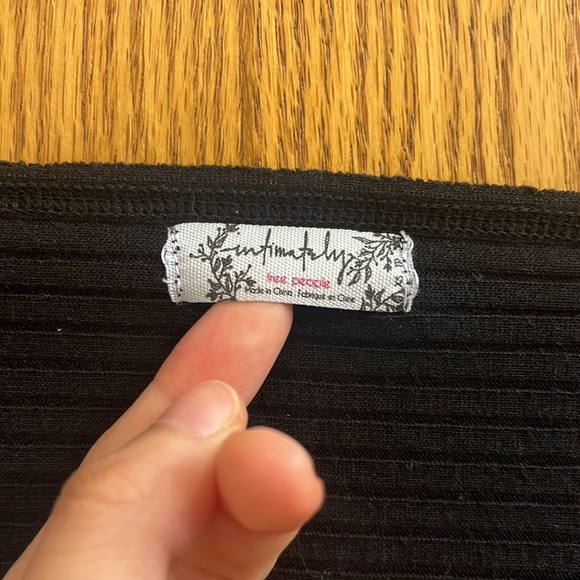 intimately
free people
Made in China . Fabriqué en Chine